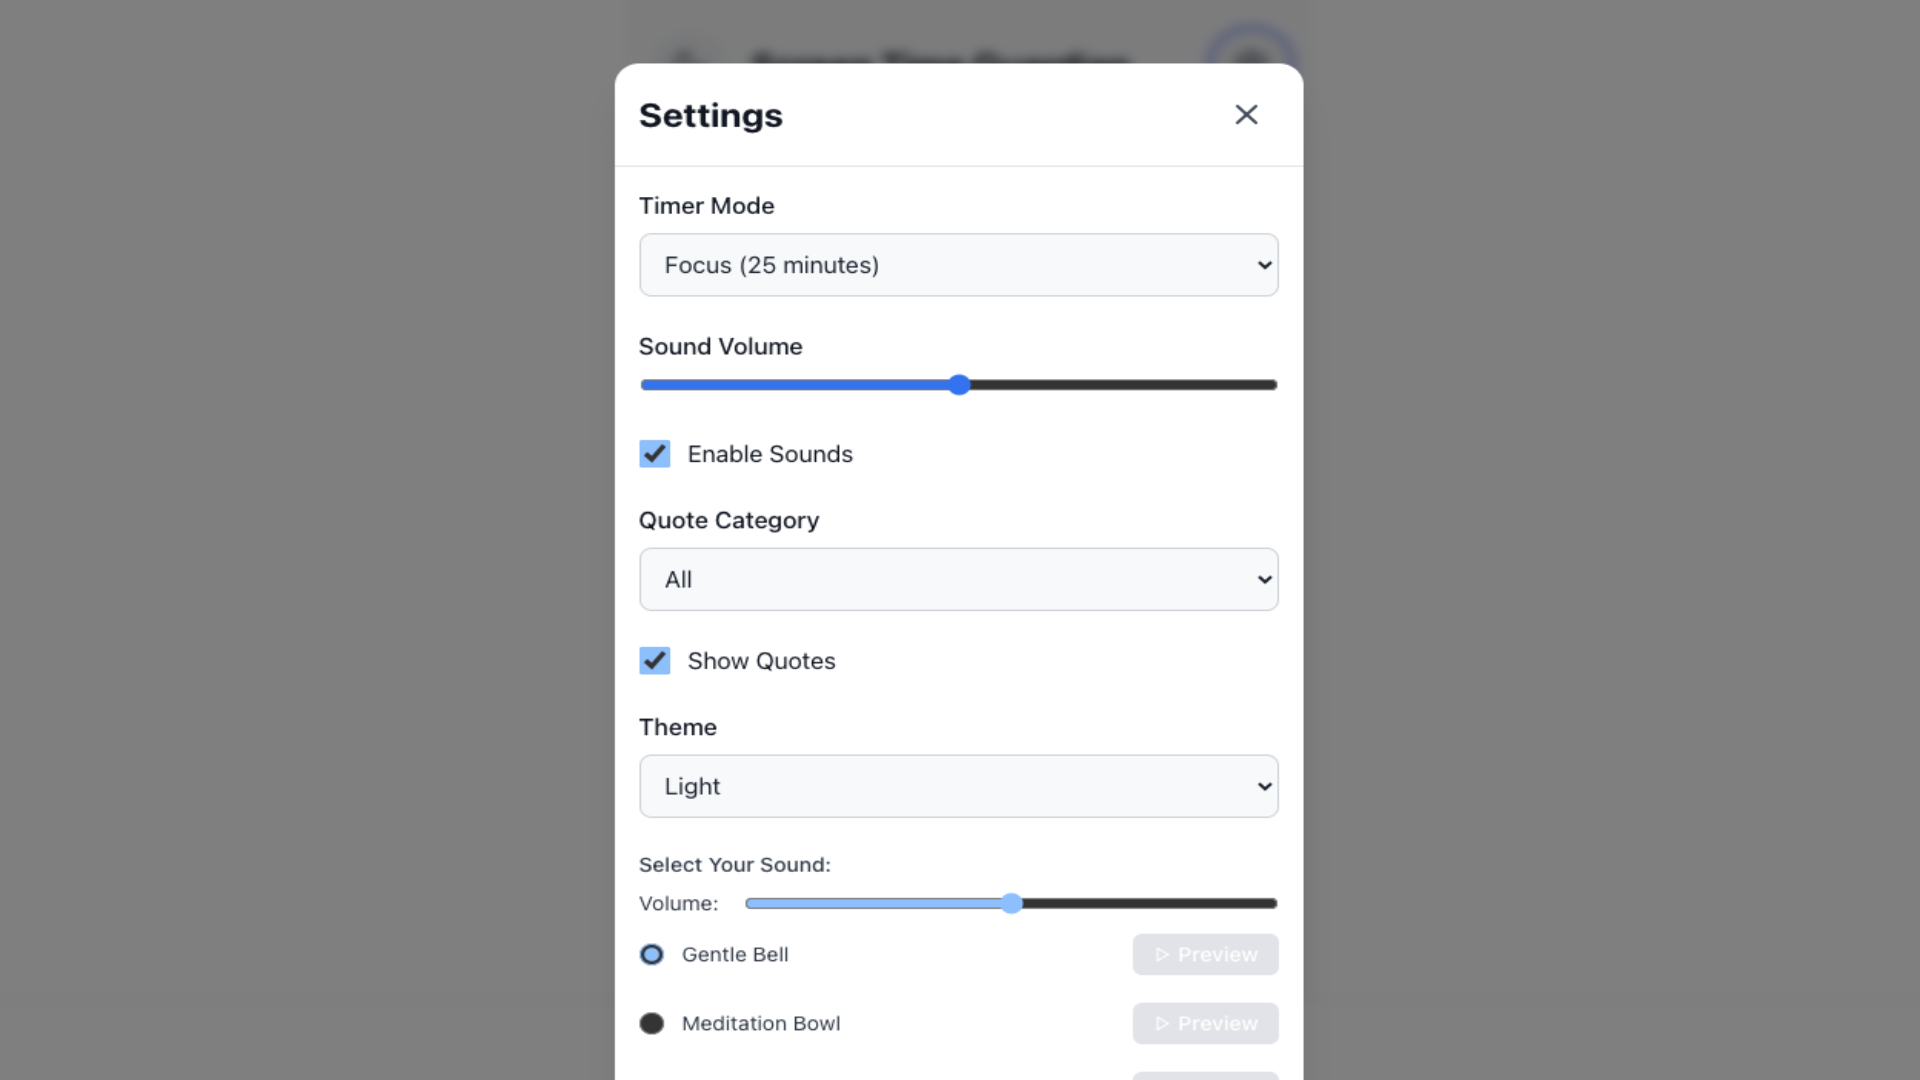 Settings
Timer Mode
Focus (25 minutes)
Sound Volume
Enable Sounds
Quote Category
All
Show Quotes
Theme
Light
Select Your Sound:
Volume:
Gentle Bell
Preview
Meditation Bowl
Preview